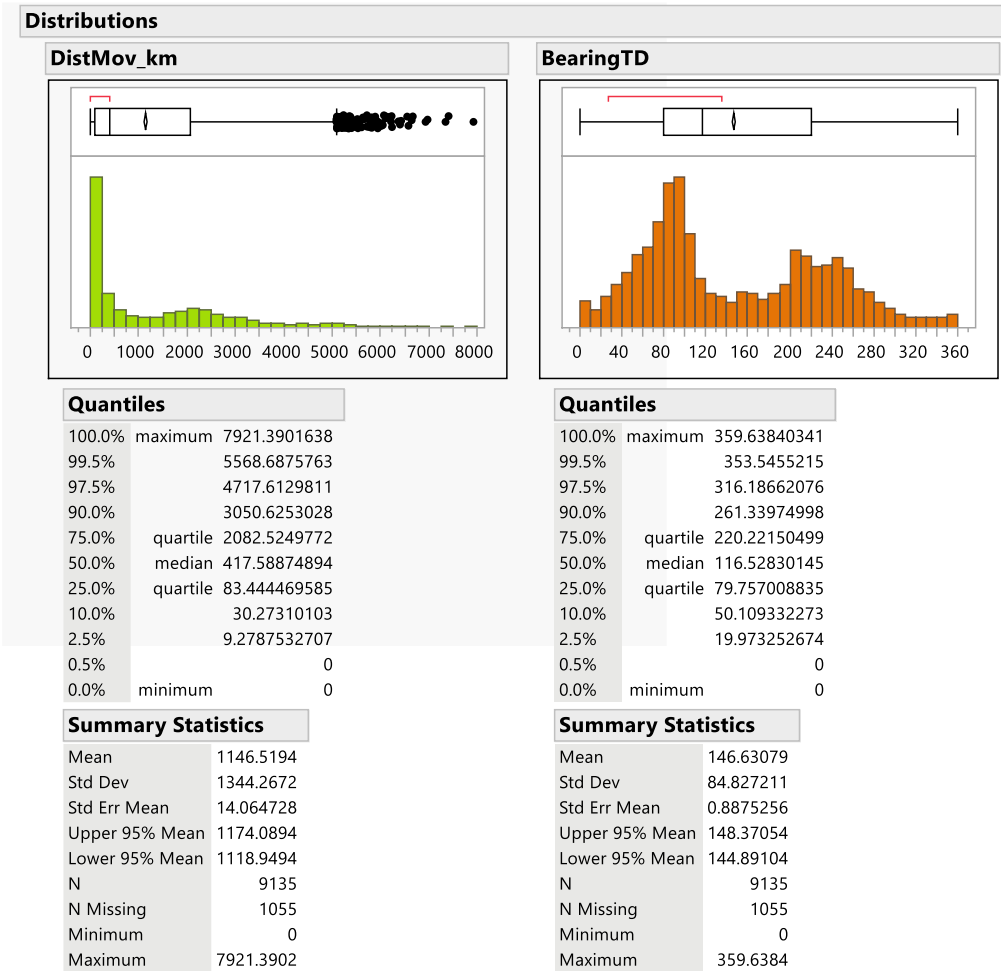 Distributions
DistMov_km
0 1000 2000 3000 4000 5000 6000 7000 8000
Quantiles
100.0% maximum 7921.3901638
99.5% 5568.6875763
97.5% 4717.6129811
90.0% 3050.6253028
75.0% quartile 2082.5249772
50.0% median 417.58874894
25.0% quartile 83.444469585
10.0% 30.27310103
2.5% 9.2787532707
0.5% 0
0.0% minimum 0
Summary Statistics
Mean 1146.5194
Std Dev 1344.2672
Std Err Mean 14.064728
Upper 95% Mean 1174.0894
Lower 95% Mean 1118.9494
N 9135
N Missing 1055
Minimum 0
Maximum 7921.3902
BearingTD
0 40 80 120 160 200 240 280 320 360
Quantiles
100.0% maximum 359.63840341
99.5% 353.5455215
97.5% 316.18662076
90.0% 261.33974998
75.0% quartile 220.22150499
50.0% median 116.52830145
25.0% quartile 79.757008835
10.0% 50.109332273
2.5% 19.973252674
0.5% 0
0.0% minimum 0
Summary Statistics
Mean 146.63079
Std Dev 84.827211
Std Err Mean 0.8875256
Upper 95% Mean 148.37054
Lower 95% Mean 144.89104
N 9135
N Missing 1055
Minimum 0
Maximum 359.6384